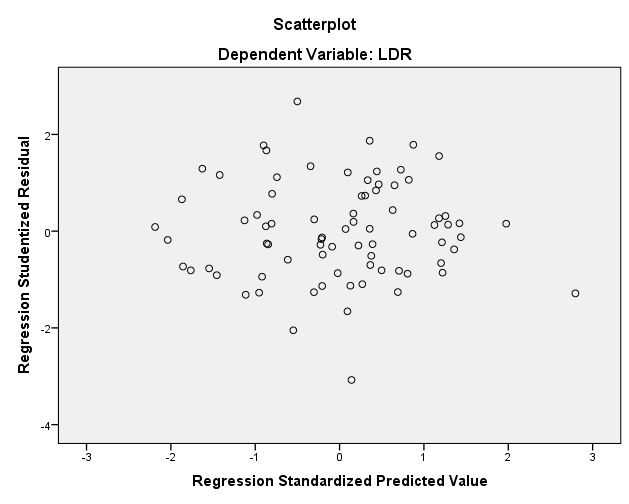 Scatterplot
Dependent Variable: LDR
Regression Studentized Residual
2
0
-2
-4
-3
-2
-1
0
1
2
3
Regression Standardized Predicted Value